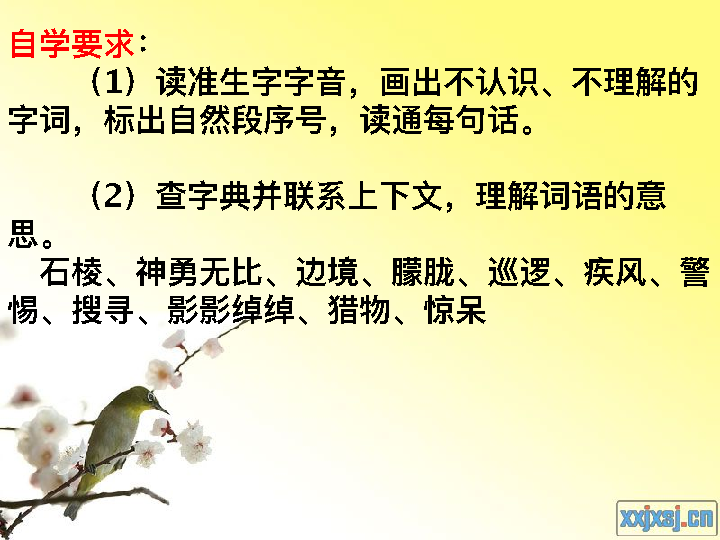 自学要求：
（1）读准生字字音，画出不认识、不理解的
字词，标出自然段序号，读通每句话。
（2）查字典并联系上下文，理解词语的意
思。
石棱、神勇无比、边境、朦胧、巡逻、疾风、警
惕、搜寻、影影绰绰、猎物、惊呆
xxjxsj.cn